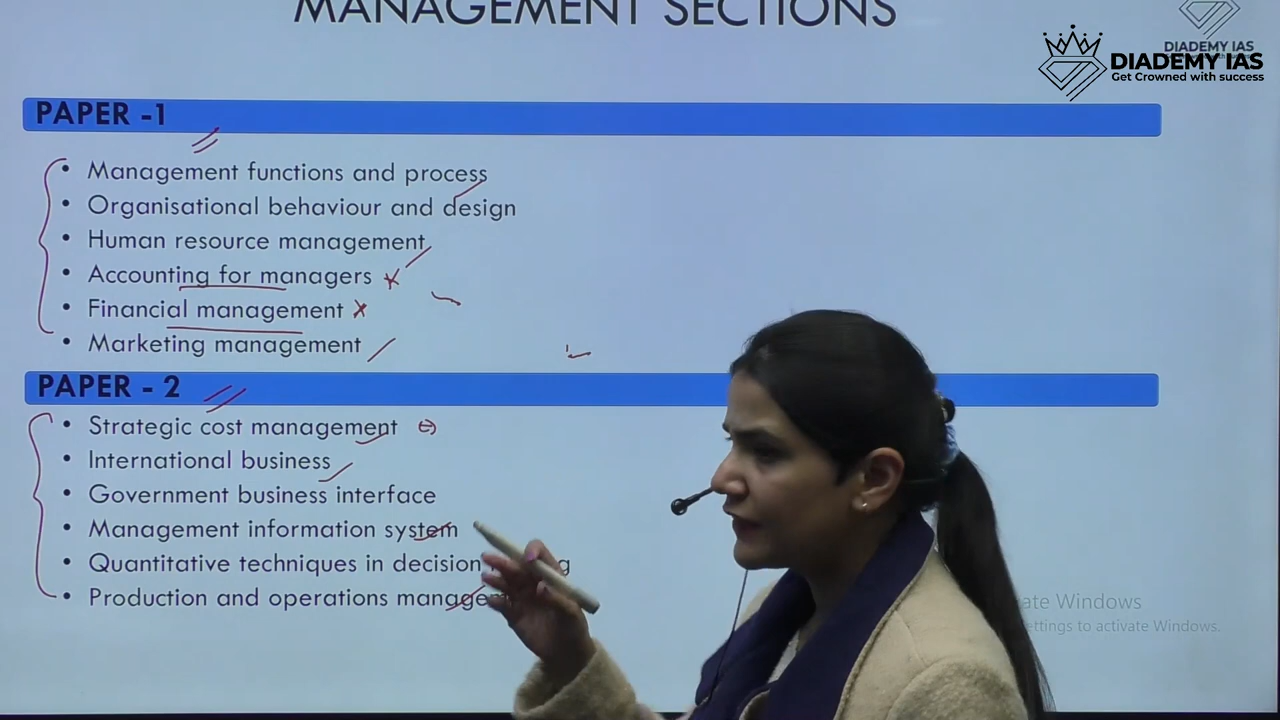 MANAGEMENT SECTIONS
DIADEMY IAS
DIADEMY IAS
Get Crowned with success
PAPER -1
• Management functions and process
• Organisational behaviour and design
• Human resource management
• Accounting for managers
• Financial management
• Marketing management
PAPER - 2
• Strategic cost management
• International business
• Government business interface
• Management information system
• Quantitative techniques in decision
• Production and operations
ate Windows
ettings to activate Windows.